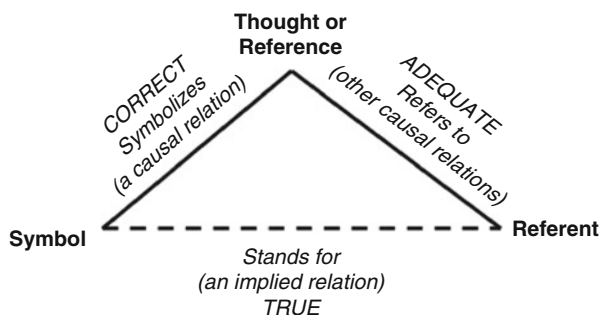 Thought or
Reference
CORRECT
Symbolizes
(a causal relation)
ADEQUATE
Refers to
(other causal relations)
Symbol
Referent
Stands for
(an implied relation)
TRUE